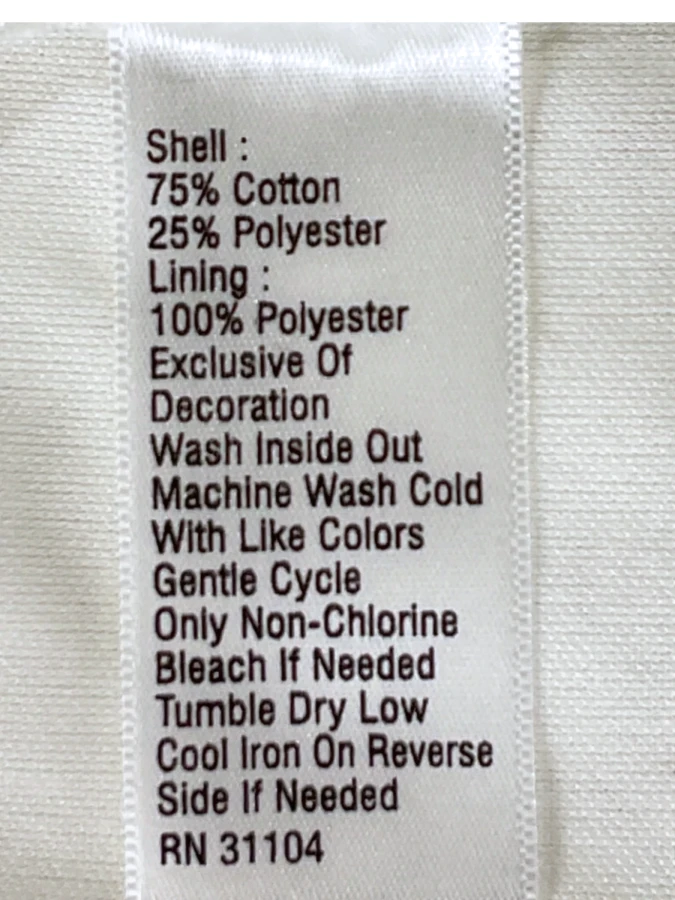 Shell :
75% Cotton
25% Polyester
Lining :
100% Polyester
Exclusive Of
Decoration
Wash Inside Out
Machine Wash Cold
With Like Colors
Gentle Cycle
Only Non-Chlorine
Bleach If Needed
Tumble Dry Low
Cool Iron On Reverse
Side If Needed
RN 31104